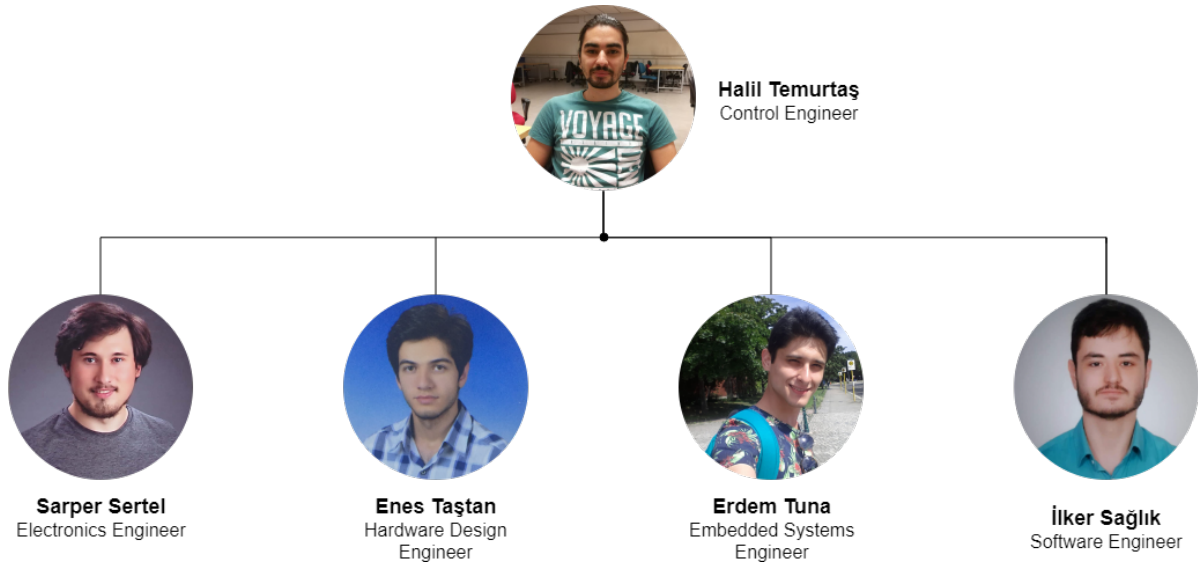 VOYAGE
Halil Temurtaş
Control Engineer
Sarper Sertel
Electronics Engineer
Enes Taştan
Hardware Design
Engineer
Erdem Tuna
Embedded Systems
Engineer
İlker Sağlık
Software Engineer